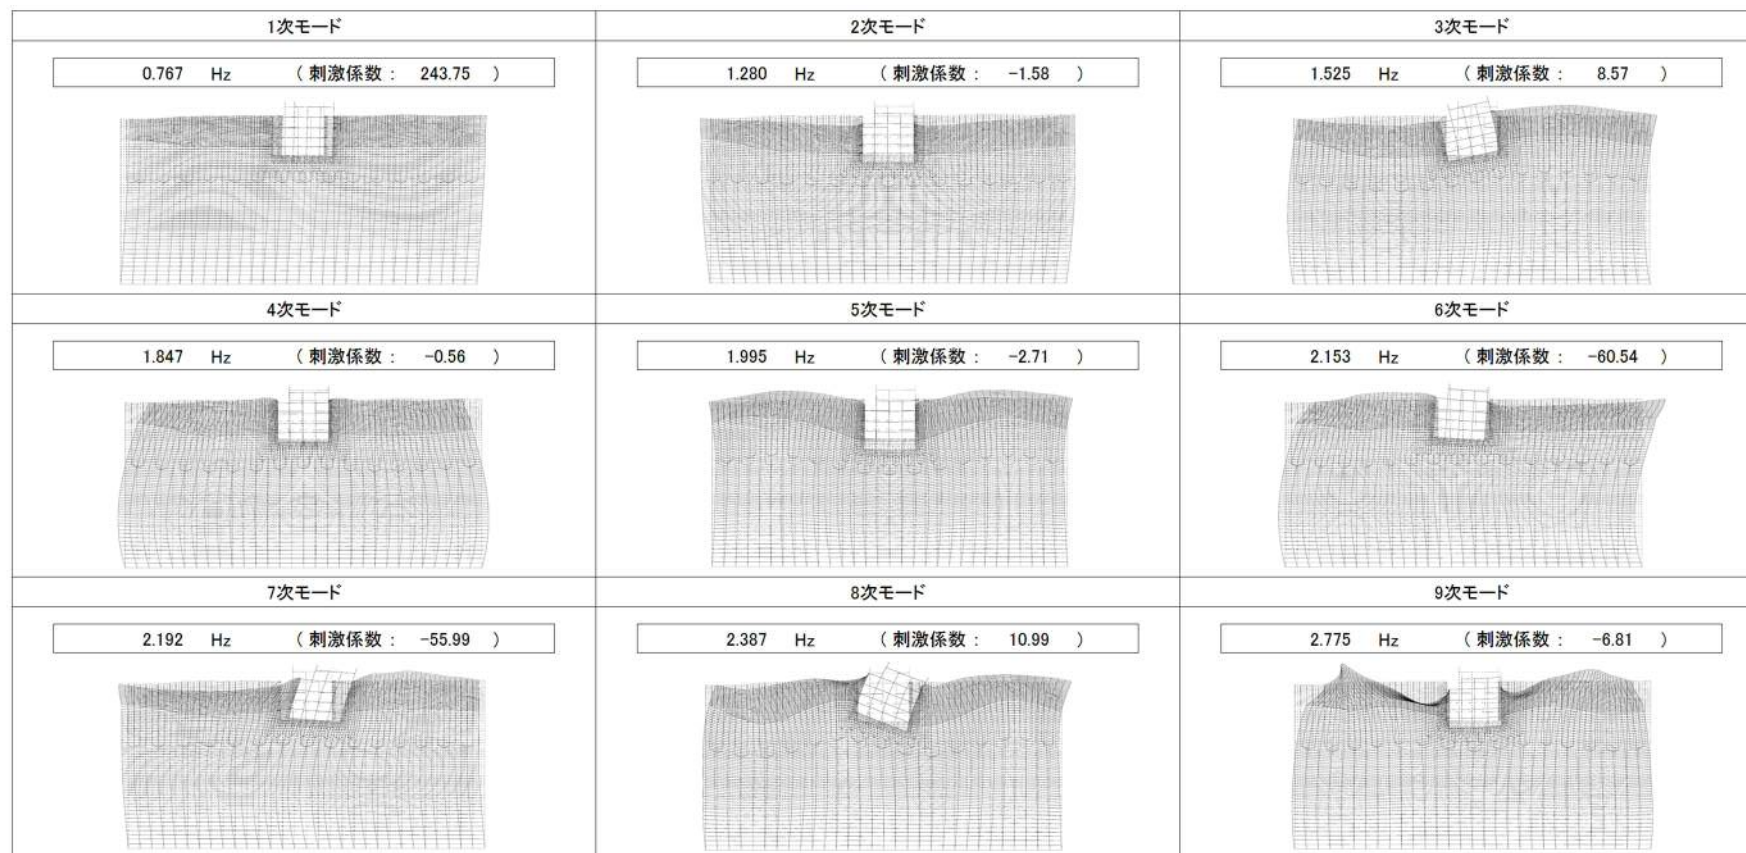 1次モード 2次モード 3次モード
0.767 Hz （ 刺激係数 : 243.75 ） 1.280 Hz （ 刺激係数 : -1.58 ） 1.525 Hz （ 刺激係数 : 8.57 ）
4次モード 5次モード 6次モード
1.847 Hz （ 刺激係数 : -0.56 ） 1.995 Hz （ 刺激係数 : -2.71 ） 2.153 Hz （ 刺激係数 : -60.54 ）
7次モード 8次モード 9次モード
2.192 Hz （ 刺激係数 : -55.99 ） 2.387 Hz （ 刺激係数 : 10.99 ） 2.775 Hz （ 刺激係数 : -6.81 ）